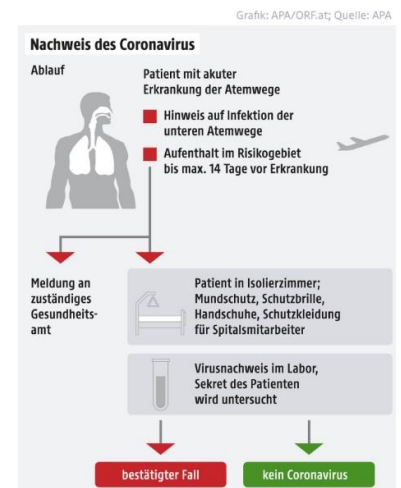 Grafik: APA/ORF.at; Quelle: APA
Nachweis des Coronavirus
Ablauf
Patient mit akuter
Erkrankung der Atemwege
Hinweis auf Infektion der
unteren Atemwege
Aufenthalt im Risikogebiet
bis max. 14 Tage vor Erkrankung
Meldung an
zuständiges
Gesundheits-
amt
Patient in Isolierzimmer;
Mundschutz, Schutzbrille,
Handschuhe, Schutzkleidung
für Spitalsmitarbeiter
Virusnachweis im Labor,
Sekret des Patienten
wird untersucht
bestätigter Fall
kein Coronavirus